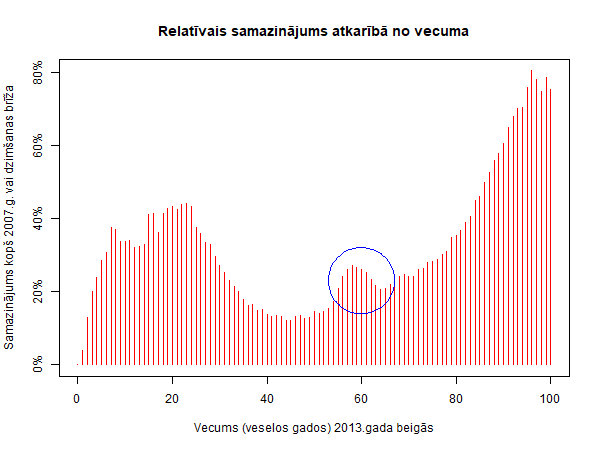 Relatīvais samazinājums atkarībā no vecuma
Samazinājums kopš 2007.g. vai dzimšanas brīža
80%
60%
40%
20%
0%
0 20 40 60 80 100
Vecums (veselos gados) 2013.gada beigās